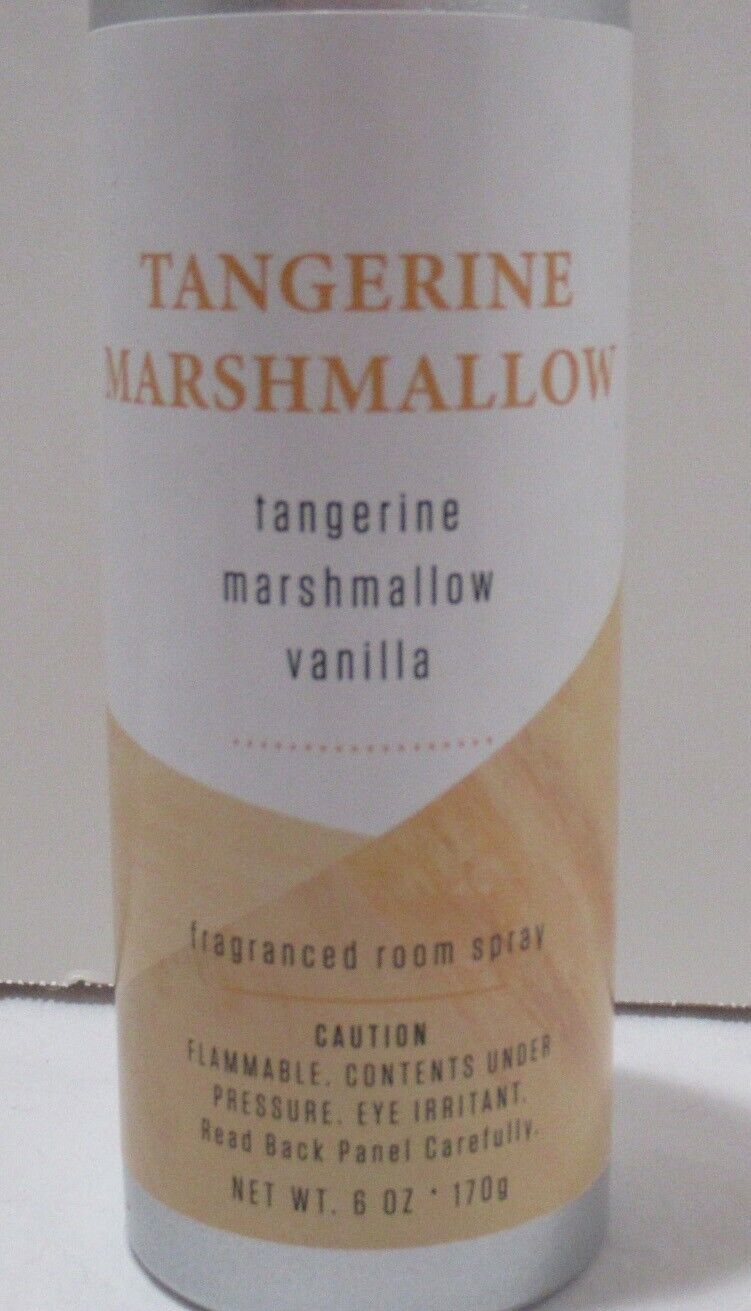 TANGERINE
MARSHMALLOW
tangerine
marshmallow
vanilla
fragranced room spray
CAUTION
FLAMMABLE. CONTENTS UNDER
PRESSURE. EYE IRRITANT.
Read Back Panel Carefully.
NET WT. 6 OZ • 170g